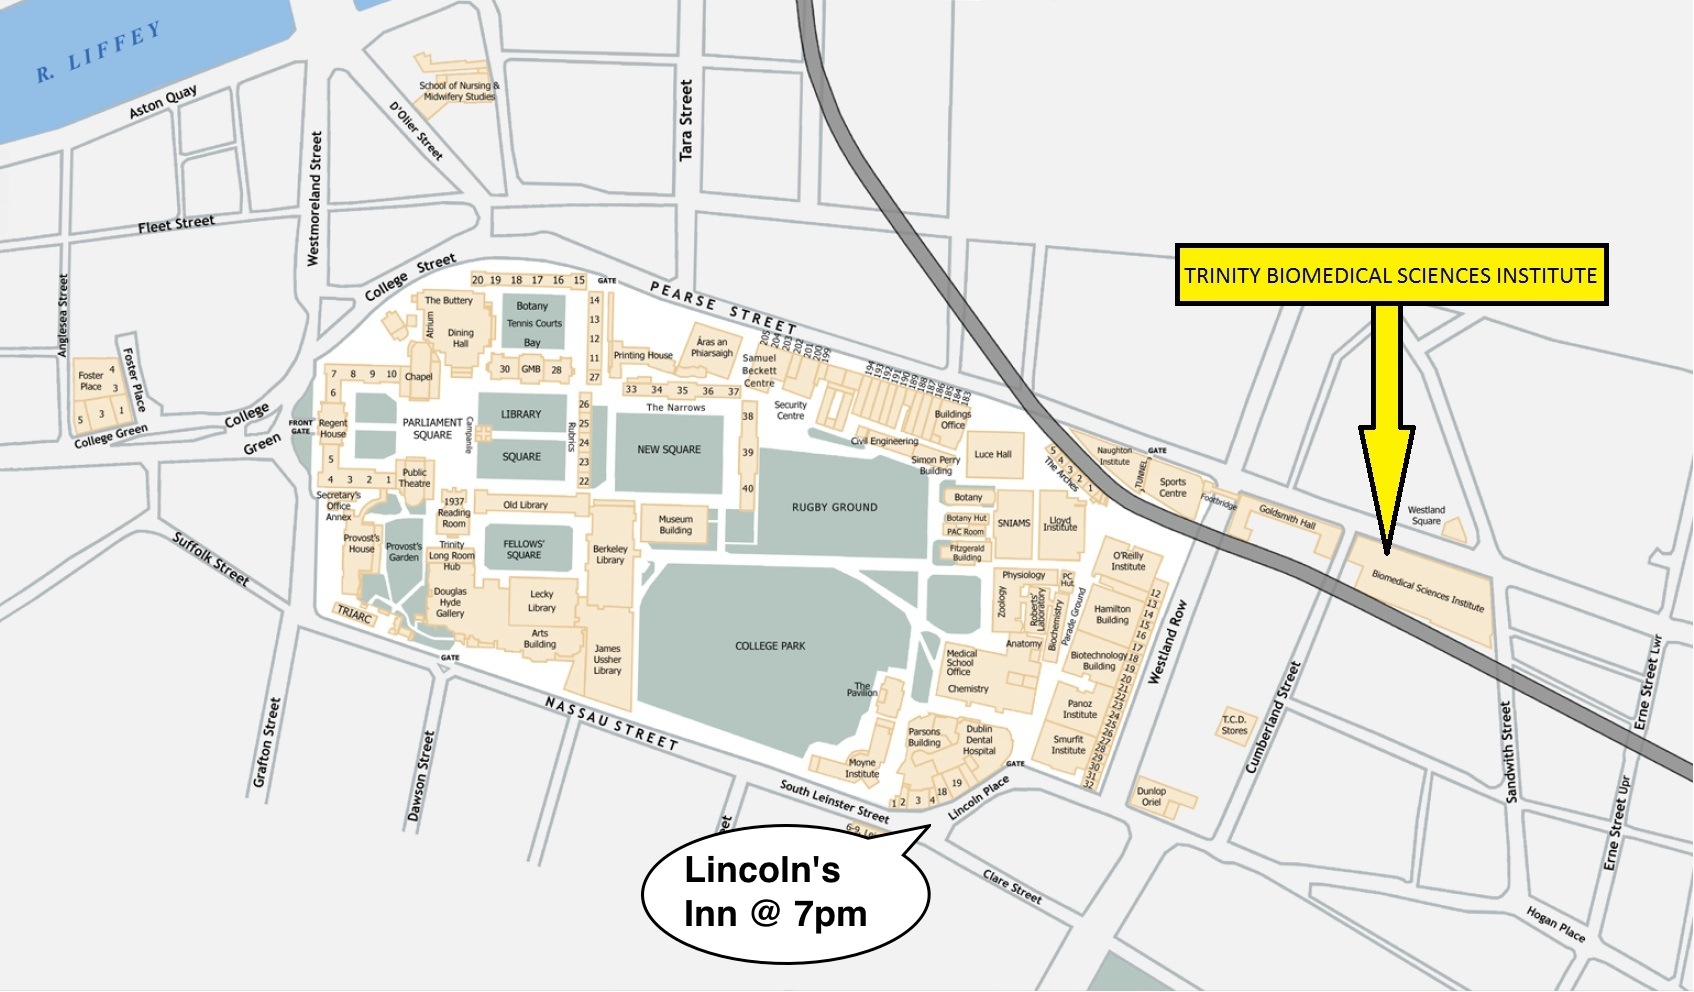 R. LIFFEY
Aston Quay
Westmoreland Street
D'Olier Street
School of Nursing &
Midwifery Studies
Tara Street
Fleet Street
Anglesea Street
College Street
PEARSE STREET
TRINITY BIOMEDICAL SCIENCES INSTITUTE
Foster
Place
4
3
5
3
1
Foster Place
College Green
College
Green
FRONT
GATE
20 19 18 17 16 15
GATE
The Buttery
Atrium
Dining
Hall
Chapel
Botany
Tennis Courts
Bay
14
13
12
11
27
30
GMB
28
Printing House
Áras an
Phiarsaigh
Samuel
Beckett
Centre
205
204
203
202
201
200
199
194
193
192
191
190
189
188
187
186
185
184
183
7 8 9 10
6
Regent
House
5
4 3 2 1
PARLIAMENT
SQUARE
Campanile
LIBRARY
SQUARE
Rubrics
26
25
24
23
22
33 34 35 36 37
The Narrows
38
39
40
NEW SQUARE
Security
Centre
Civil Engineering
Buildings
Office
Simon Perry
Building
Luce Hall
5
4
3
2
1
The Arches
Naughton
Institute
GATE
TUNNEL
Sports
Centre
Footbridge
Goldsmith Hall
Westland
Square
Biomedical Sciences Institute
Public
Theatre
Secretary's
Office
Annex
Provost's
House
Provost's
Garden
1937
Reading
Room
Trinity
Long Room
Hub
Old Library
FELLOWS'
SQUARE
Berkeley
Library
Museum
Building
RUGBY GROUND
Botany
Botany Hut
PAC Room
Fitzgerald
Building
SNIAMS
Lloyd
Institute
O'Reilly
Institute
Douglas
Hyde
Gallery
Lecky
Library
Arts
Building
James
Ussher
Library
TRIARC
GATE
COLLEGE PARK
Physiology
PC
Hut
Zoology
Roberts'
Laboratory
Biochemistry
Parade Ground
Anatomy
Hamilton
Building
Biotechnology
Building
12
13
14
15
16
17
18
19
20
21
22
23
24
25
26
27
28
29
30
31
32
Medical
School
Office
Chemistry
The
Pavilion
Panoz
Institute
Smurfit
Institute
Parsons
Building
Dublin
Dental
Hospital
Moyne
Institute
1 2 3 4 18 19
GATE
Lincoln Place
Westland Row
T.C.D.
Stores
Dunlop
Oriel
Cumberland Street
Sandwith Street
Erne Street Lwr
Erne Street Upr
Hogan Place
Suffolk Street
Grafton Street
Dawson Street
NASSAU STREET
South Leinster Street
Clare Street
Lincoln's
Inn @ 7pm